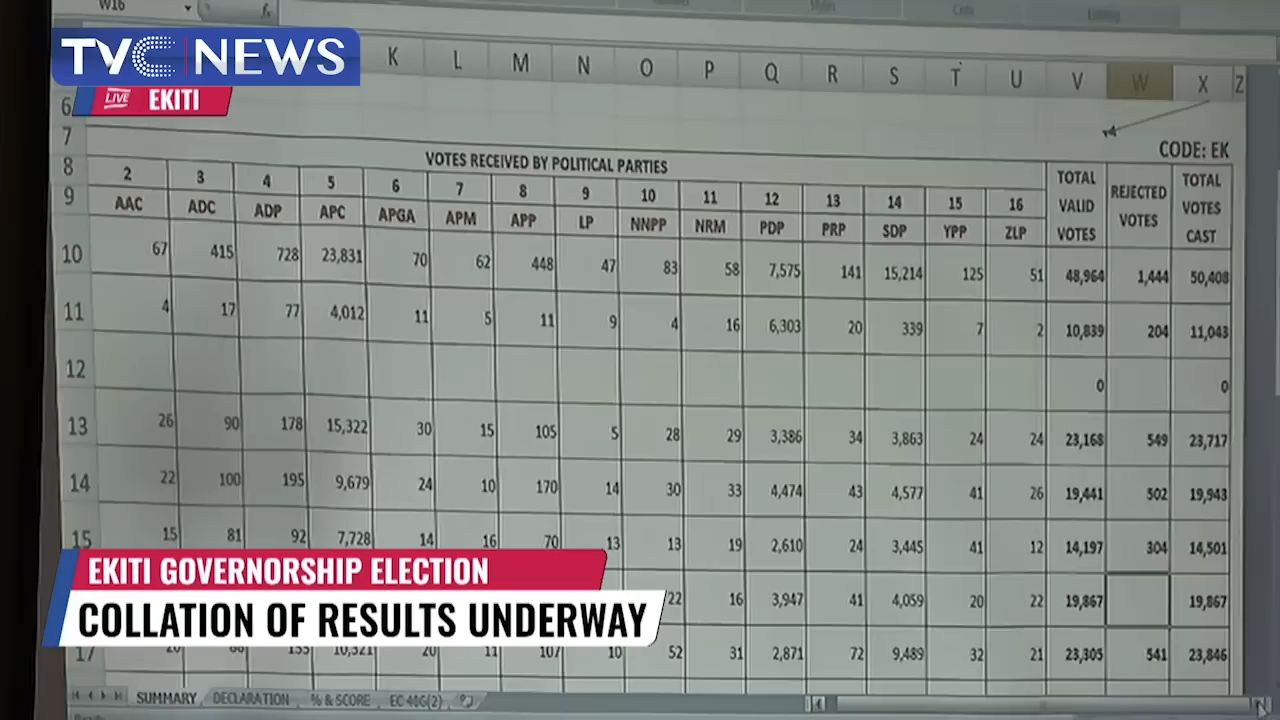 W16 fx
TVC NEWS
LIVE EKITI
K L M N O P Q R S T U V W X Z
6
7 CODE: EK
8 VOTES RECEIVED BY POLITICAL PARTIES
2 3 4 5 6 7 8 9 10 11 12 13 14 15 16 TOTAL VALID VOTES REJECTED VOTES TOTAL VOTES CAST
9 AAC ADC ADP APC APGA APM APP LP NNPP NRM PDP PRP SDP YPP ZLP
10 67 415 728 23,831 70 62 448 47 83 58 7,575 141 15,214 125 51 48,964 1,444 50,408
11 4 17 77 4,012 11 5 11 9 4 16 6,303 20 339 7 2 10,839 204 11,043
12 0 0
13 26 90 178 15,322 30 15 105 5 28 29 3,386 34 3,863 24 24 23,168 549 23,717
14 22 100 195 9,679 24 10 170 14 30 33 4,474 43 4,577 41 26 19,441 502 19,943
15 15 81 92 7,728 14 16 70 13 13 19 2,610 24 3,445 41 12 14,197 304 14,501
22 16 3,947 41 4,059 20 22 19,867 19,867
17 10,321 20 11 107 10 52 31 2,871 72 9,489 32 21 23,305 541 23,846
EKITI GOVERNORSHIP ELECTION
COLLATION OF RESULTS UNDERWAY
SUMMARY DECLARATION % & SCORE EC 40G(2)